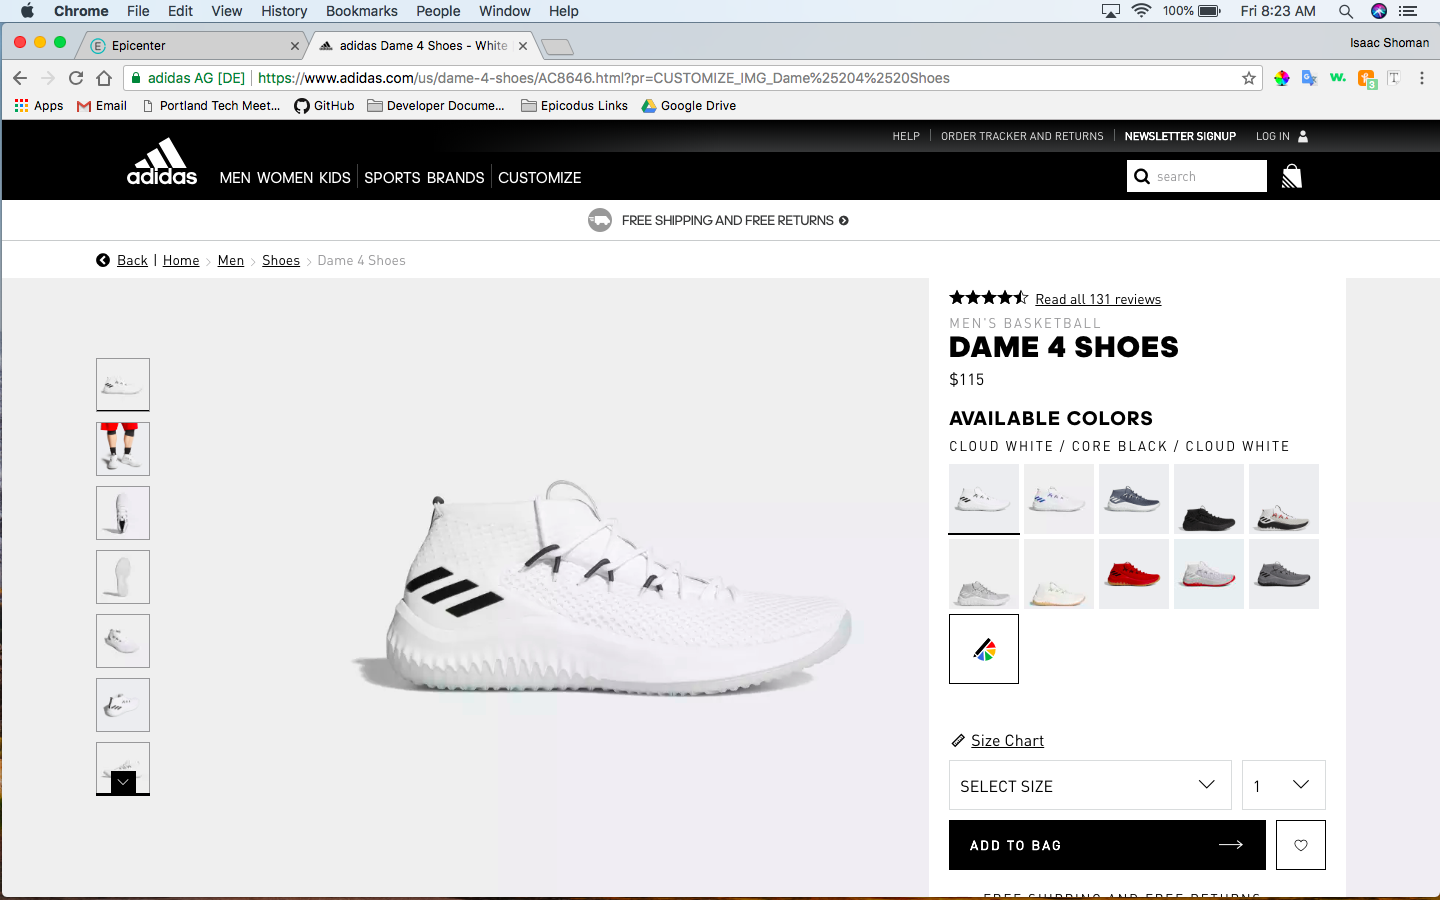 Chrome File Edit View History Bookmarks People Window Help 100% Fri 8:23 AM
Epicenter adidas Dame 4 Shoes - White Isaac Shoman
adidas AG [DE] https://www.adidas.com/us/dame-4-shoes/AC8646.html?pr=CUSTOMIZE_IMG_Dame%25204%2520Shoes
Apps Email Portland Tech Meet... GitHub Developer Docume... Epicodus Links Google Drive
HELP ORDER TRACKER AND RETURNS NEWSLETTER SIGNUP LOG IN
adidas MEN WOMEN KIDS SPORTS BRANDS CUSTOMIZE search
FREE SHIPPING AND FREE RETURNS
Back | Home > Men > Shoes > Dame 4 Shoes
Read all 131 reviews
MEN'S BASKETBALL
DAME 4 SHOES
$115
AVAILABLE COLORS
CLOUD WHITE / CORE BLACK / CLOUD WHITE
Size Chart
SELECT SIZE 1
ADD TO BAG
FREE SHIPPING AND FREE RETURNS